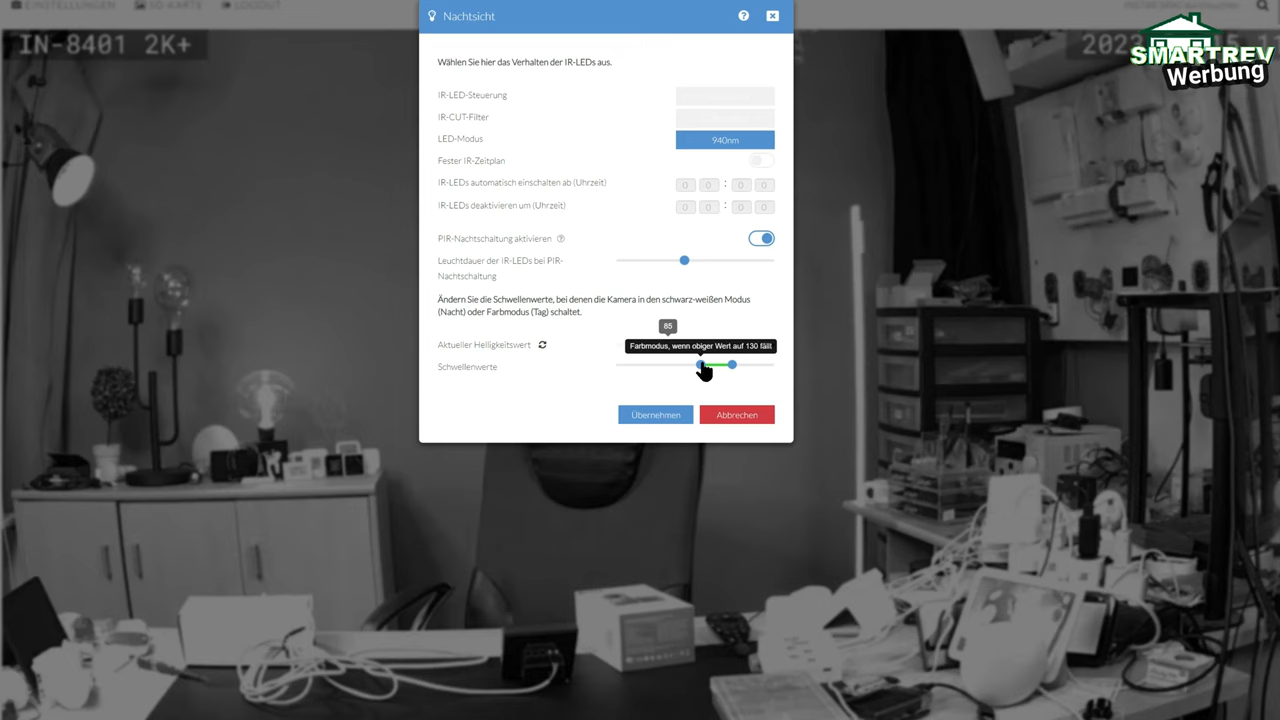 EINSTELLUNGEN
SD-KARTE
LOGOUT
IN-8401 2K+
SMARTREV
Werbung
Nachtsicht
Wählen Sie hier das Verhalten der IR-LEDs aus.
IR-LED-Steuerung
IR-CUT-Filter
LED-Modus 940nm
Fester IR-Zeitplan
IR-LEDs automatisch einschalten ab (Uhrzeit) 0 0 : 0 0
IR-LEDs deaktivieren um (Uhrzeit) 0 0 : 0 0
PIR-Nachtschaltung aktivieren
Leuchtdauer der IR-LEDs bei PIR-
Nachtschaltung
Ändern Sie die Schwellenwerte, bei denen die Kamera in den schwarz-weißen Modus
(Nacht) oder Farbmodus (Tag) schaltet.
85
Aktueller Helligkeitswert
Farbmodus, wenn obiger Wert auf 130 fällt
Schwellenwerte
Übernehmen Abbrechen